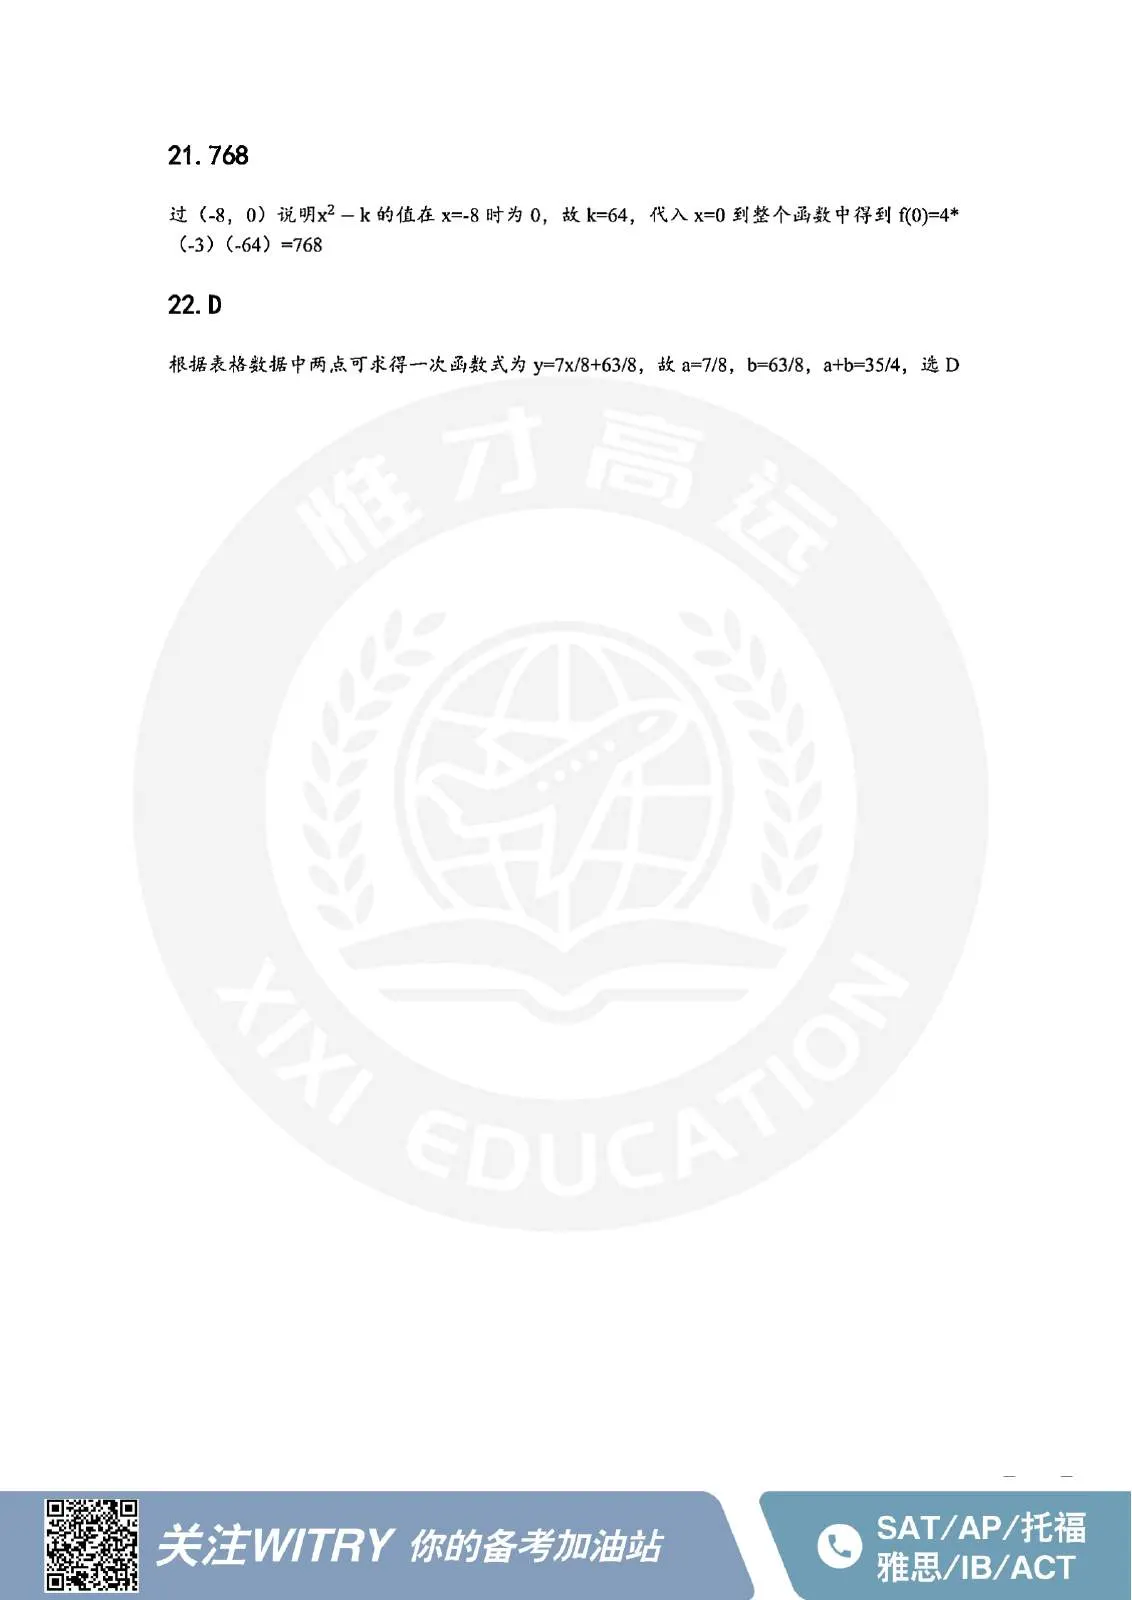 21. 768
过（-8，0）说明x² − k 的值在 x=-8 时为 0，故 k=64，代入 x=0 到整个函数中得到 f(0)=4*
（-3）（-64）=768
22. D
根据表格数据中两点可求得一次函数式为 y=7x/8+63/8，故 a=7/8，b=63/8，a+b=35/4，选 D
惟才高远
XIXI EDUCATION
关注WITRY 你的备考加油站
SAT/AP/托福
雅思/IB/ACT